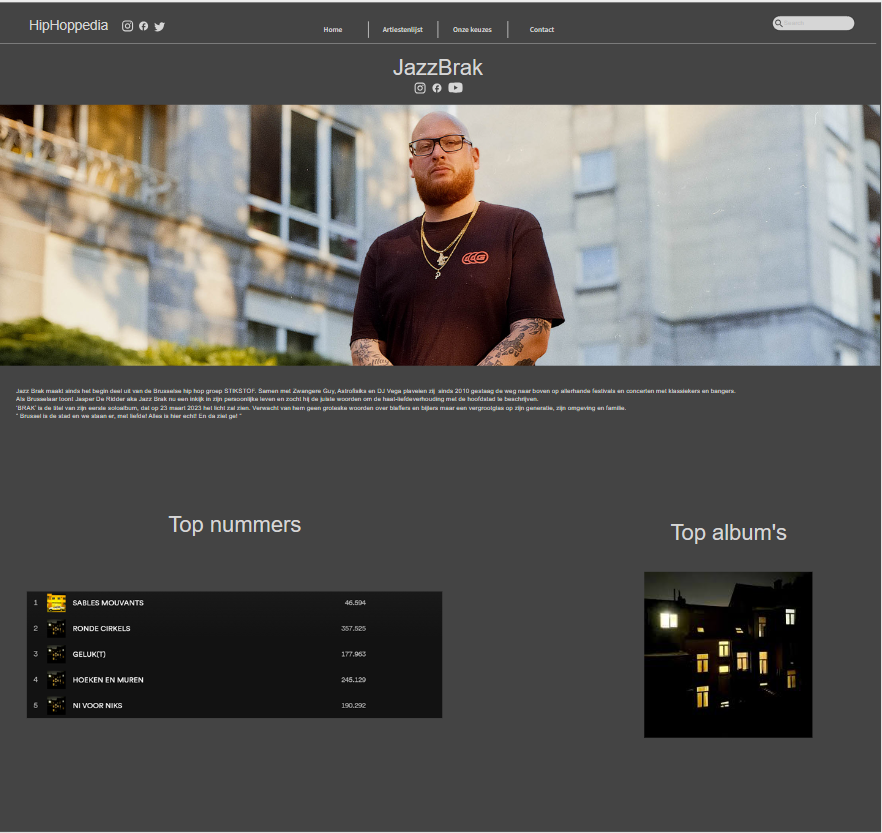 HipHoppedia
Home
Artiestenlijst
Onze keuzes
Contact
Search
JazzBrak
Jazz Brak maakt sinds het begin deel uit van de Brusselse hip hop groep STIKSTOF. Samen met Zwangere Guy, Astrofisiks en DJ Vega plaveien zij sinds 2010 gestaag de weg naar boven op allerhande festivals en concerten met klassiekers en bangers.
Als Brusselaar toont Jasper De Ridder aka Jazz Brak nu een inkijk in zijn persoonlijke leven en zocht hij de juiste woorden om de haat-liefdeverhouding met de hoofdstad te beschrijven.
'BRAK' is de titel van zijn eerste soloalbum, dat op 23 maart 2023 het licht zal zien. Verwacht van hem geen groteske woorden over blaffers en bijters maar een vergrootglas op zijn generatie, zijn omgeving en familie.
" Brussel is de stad en we staan er, met liefde! Alles is hier echt! En da ziet ge! "
Top nummers
Top album's
1 SABLES MOUVANTS 46.594
2 RONDE CIRKELS 357.525
3 GELUK(T) 177.963
4 HOEKEN EN MUREN 245.129
5 NI VOOR NIKS 190.292